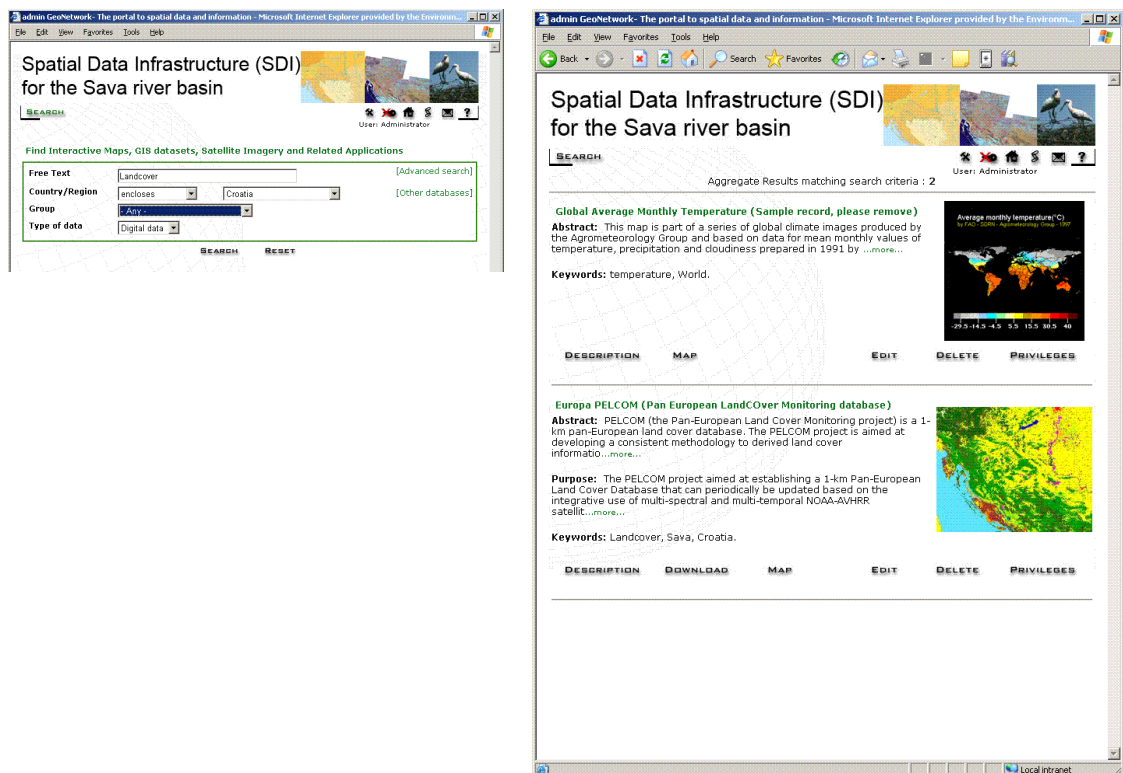 admin GeoNetwork- The portal to spatial data and information - Microsoft Internet Explorer provided by the Environm...
File Edit View Favorites Tools Help
Spatial Data Infrastructure (SDI)
for the Sava river basin
SEARCH
User: Administrator
Find Interactive Maps, GIS datasets, Satellite Imagery and Related Applications
Free Text Landcover [Advanced search]
Country/Region encloses Croatia [Other databases]
Group - Any -
Type of data Digital data
SEARCH RESET
admin GeoNetwork- The portal to spatial data and information - Microsoft Internet Explorer provided by the Environm...
File Edit View Favorites Tools Help
Back Search Favorites
Spatial Data Infrastructure (SDI)
for the Sava river basin
SEARCH
User: Administrator
Aggregate Results matching search criteria : 2
Global Average Monthly Temperature (Sample record, please remove)
Abstract: This map is part of a series of global climate images produced by
the Agrometeorology Group and based on data for mean monthly values of
temperature, precipitation and cloudiness prepared in 1991 by ...more...
Keywords: temperature, World.
Average monthly temperature(°C)
by FAO - SDRN - Agrometeorology Group - 1997
-29.5 -14.5 -4.5 5.5 15.5 30.5 40
DESCRIPTION MAP EDIT DELETE PRIVILEGES
Europa PELCOM (Pan European LandCOver Monitoring database)
Abstract: PELCOM (the Pan-European Land Cover Monitoring project) is a 1-
km pan-European land cover database. The PELCOM project is aimed at
developing a consistent methodology to derived land cover
informatio...more...
Purpose: The PELCOM project aimed at establishing a 1-km Pan-European
Land Cover Database that can periodically be updated based on the
integrative use of multi-spectral and multi-temporal NOAA-AVHRR
satellit...more...
Keywords: Landcover, Sava, Croatia.
DESCRIPTION DOWNLOAD MAP EDIT DELETE PRIVILEGES
Local intranet